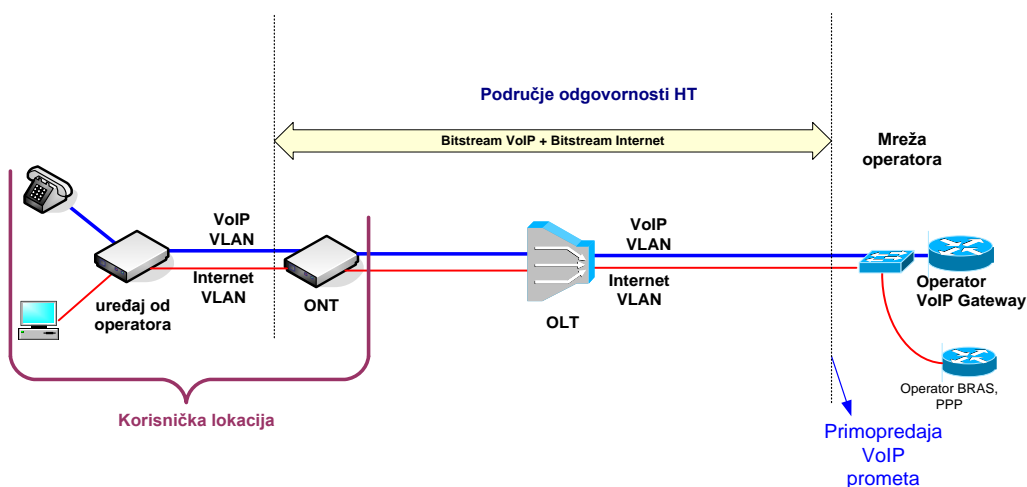 Područje odgovornosti HT
Bitstream VoIP + Bitstream Internet
Mreža
operatora
VoIP
VLAN
Internet
VLAN
uređaj od
operatora
ONT
OLT
VoIP
VLAN
Internet
VLAN
Operator
VoIP Gateway
Operator BRAS,
PPP
Korisnička lokacija
Primopredaja
VoIP
prometa